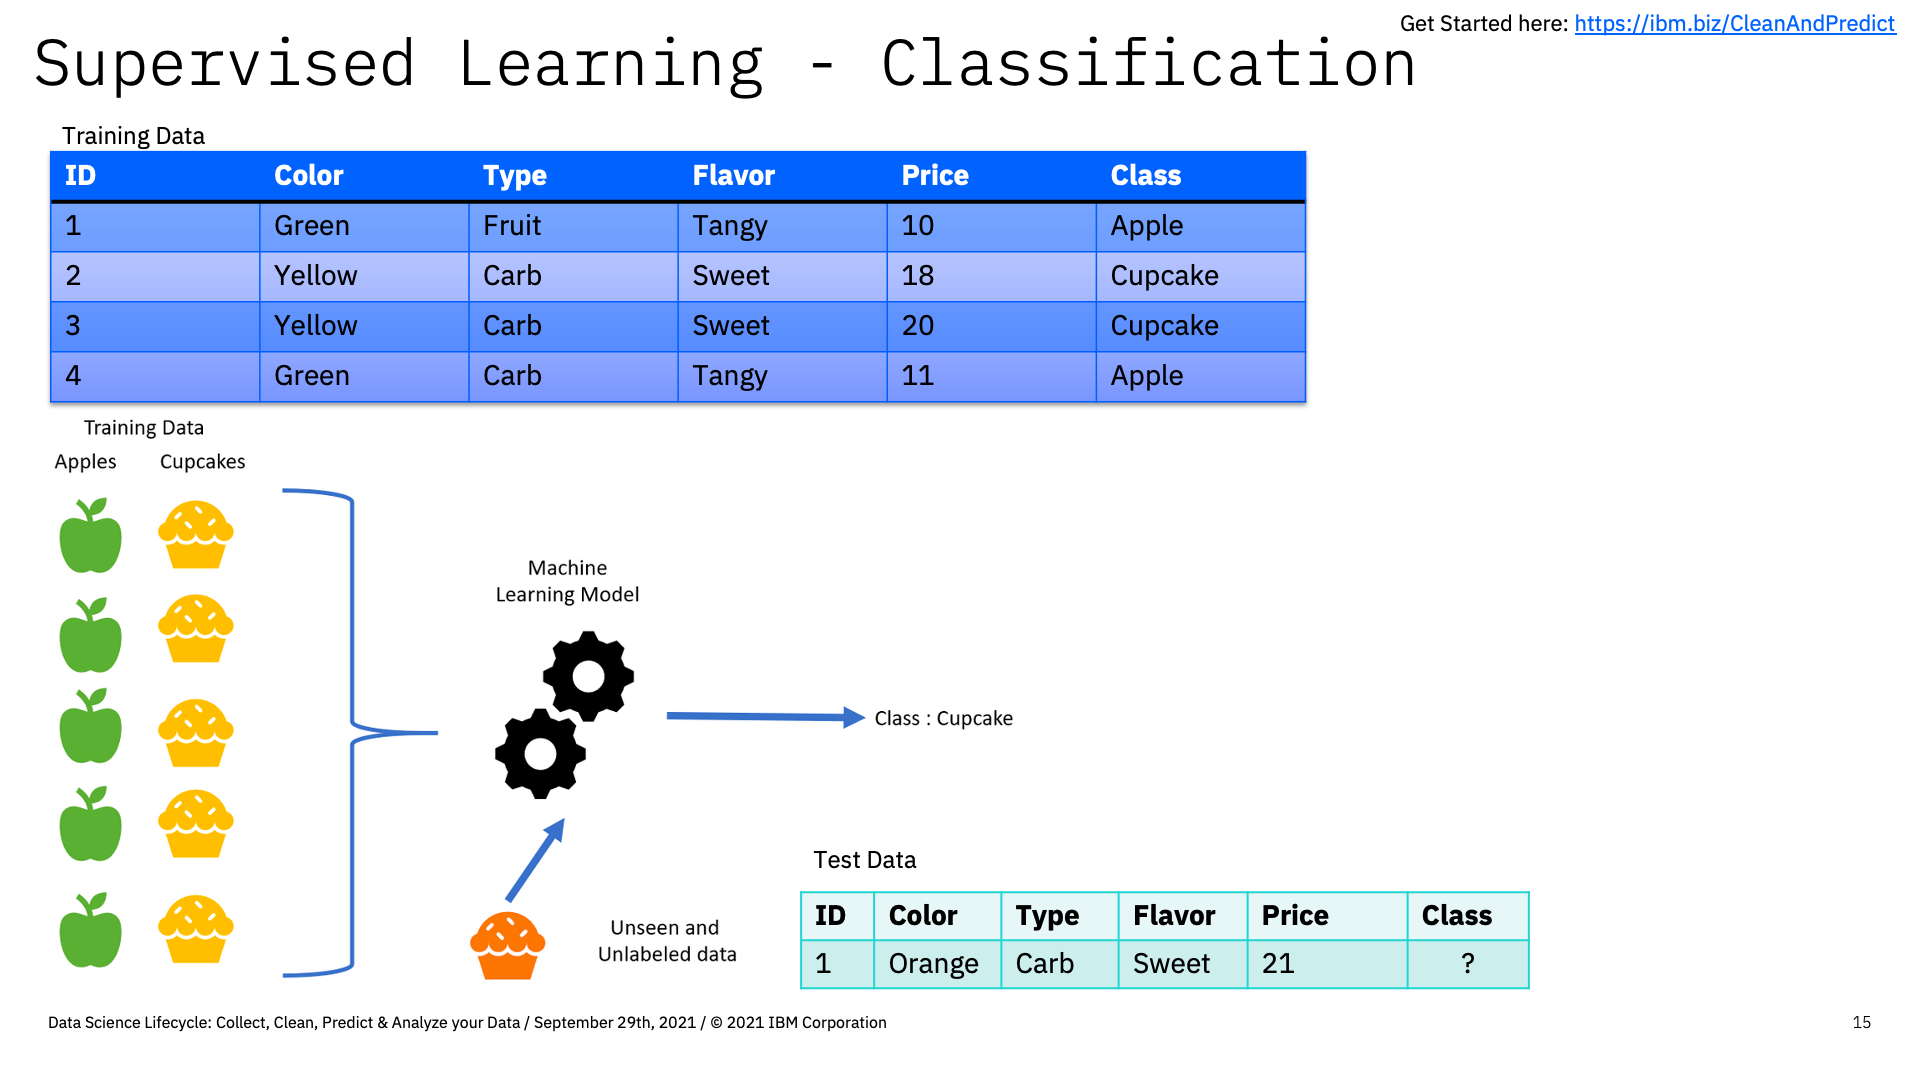 Get Started here: https://ibm.biz/CleanAndPredict
Supervised Learning - Classification
Training Data
ID Color Type Flavor Price Class
1 Green Fruit Tangy 10 Apple
2 Yellow Carb Sweet 18 Cupcake
3 Yellow Carb Sweet 20 Cupcake
4 Green Carb Tangy 11 Apple
Training Data
Apples Cupcakes
Machine
Learning Model
Class : Cupcake
Unseen and
Unlabeled data
Test Data
ID Color Type Flavor Price Class
1 Orange Carb Sweet 21 ?
Data Science Lifecycle: Collect, Clean, Predict & Analyze your Data / September 29th, 2021 / © 2021 IBM Corporation
15